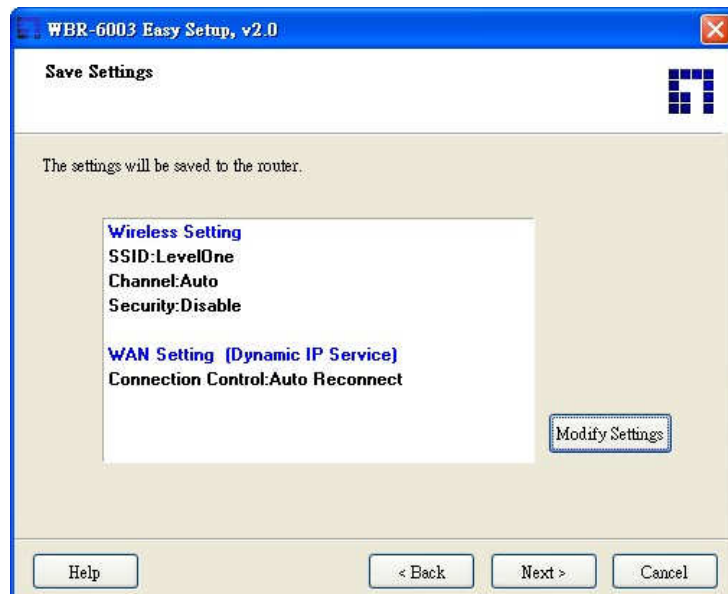 WBR-6003 Easy Setup, v2.0
Save Settings
The settings will be saved to the router.
Wireless Setting
SSID:LevelOne
Channel:Auto
Security:Disable
WAN Setting (Dynamic IP Service)
Connection Control:Auto Reconnect
Modify Settings
Help
< Back
Next >
Cancel